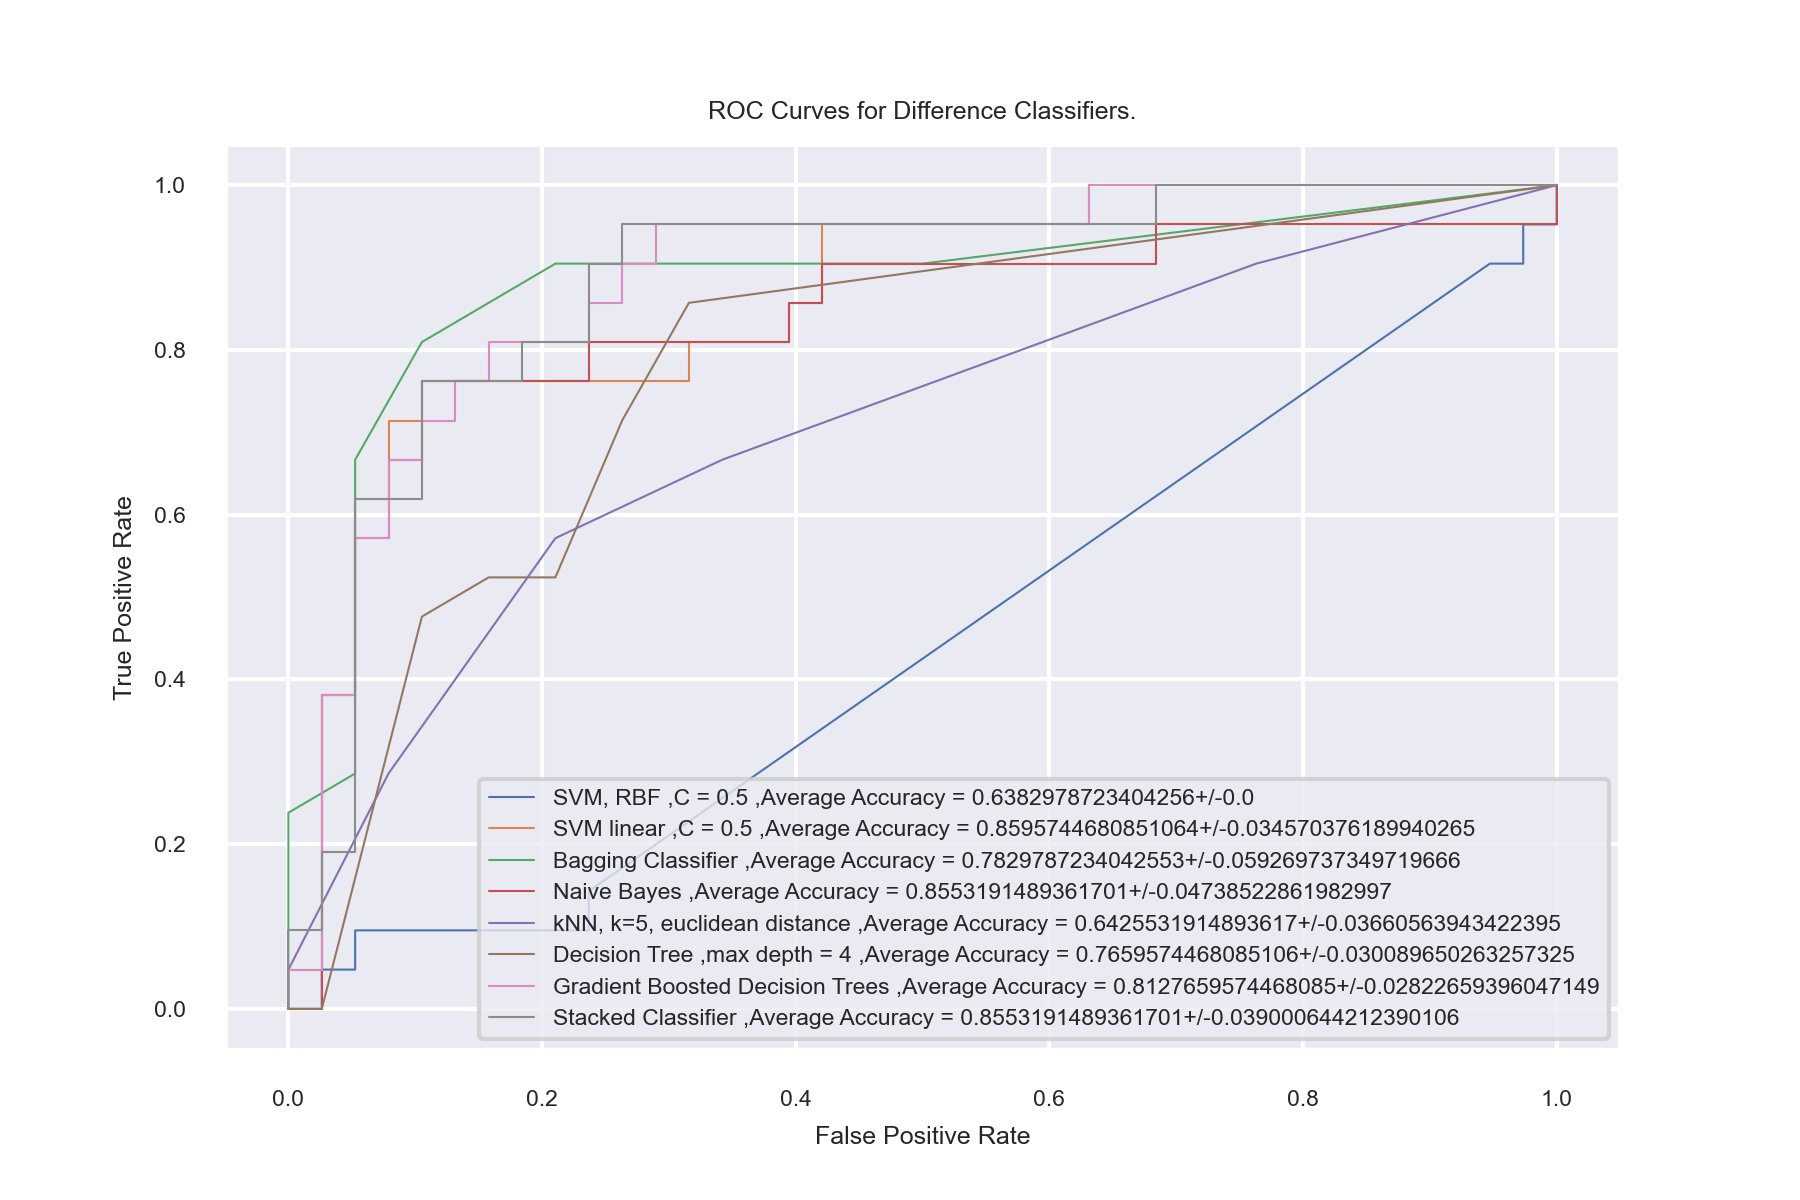 ROC Curves for Difference Classifiers.
1.0
0.8
0.6
0.4
0.2
0.0
True Positive Rate
SVM, RBF ,C = 0.5 ,Average Accuracy = 0.6382978723404256+/-0.0
SVM linear ,C = 0.5 ,Average Accuracy = 0.8595744680851064+/-0.034570376189940265
Bagging Classifier ,Average Accuracy = 0.7829787234042553+/-0.059269737349719666
Naive Bayes ,Average Accuracy = 0.8553191489361701+/-0.04738522861982997
kNN, k=5, euclidean distance ,Average Accuracy = 0.6425531914893617+/-0.03660563943422395
Decision Tree ,max depth = 4 ,Average Accuracy = 0.7659574468085106+/-0.030089650263257325
Gradient Boosted Decision Trees ,Average Accuracy = 0.8127659574468085+/-0.02822659396047149
Stacked Classifier ,Average Accuracy = 0.8553191489361701+/-0.039000644212390106
0.0 0.2 0.4 0.6 0.8 1.0
False Positive Rate